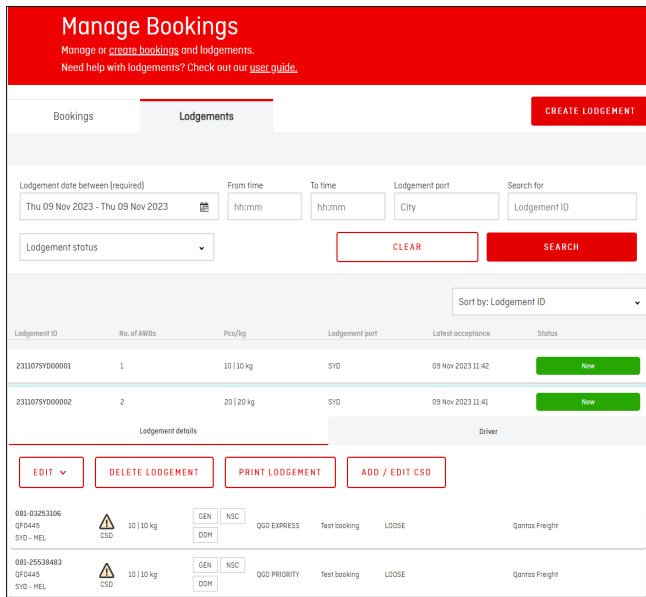 Manage Bookings
Manage or create bookings and lodgements.
Need help with lodgements? Check out our user guide.
Bookings
Lodgements
CREATE LODGEMENT
Lodgement date between (required)
From time
To time
Lodgement port
Search for
Thu 09 Nov 2023 - Thu 09 Nov 2023
hh:mm
hh:mm
City
Lodgement ID
Lodgement status
CLEAR
SEARCH
Sort by: Lodgement ID
Lodgement ID No. of AWBs Pcs/kg Lodgement port Latest acceptance Status
231107SYD00001 1 10 | 10 kg SYD 09 Nov 2023 11:42 New
231107SYD00002 2 20 | 20 kg SYD 09 Nov 2023 11:41 New
Lodgement details
Driver
EDIT
DELETE LODGEMENT
PRINT LODGEMENT
ADD / EDIT CSD
081-03253106
QF0445
SYD - MEL
CSD
10 | 10 kg
GEN NSC
DOM
QGO EXPRESS
Test booking
LOOSE
Qantas Freight
081-25538483
QF0445
SYD - MEL
CSD
10 | 10 kg
GEN NSC
DOM
QGO PRIORITY
Test booking
LOOSE
Qantas Freight